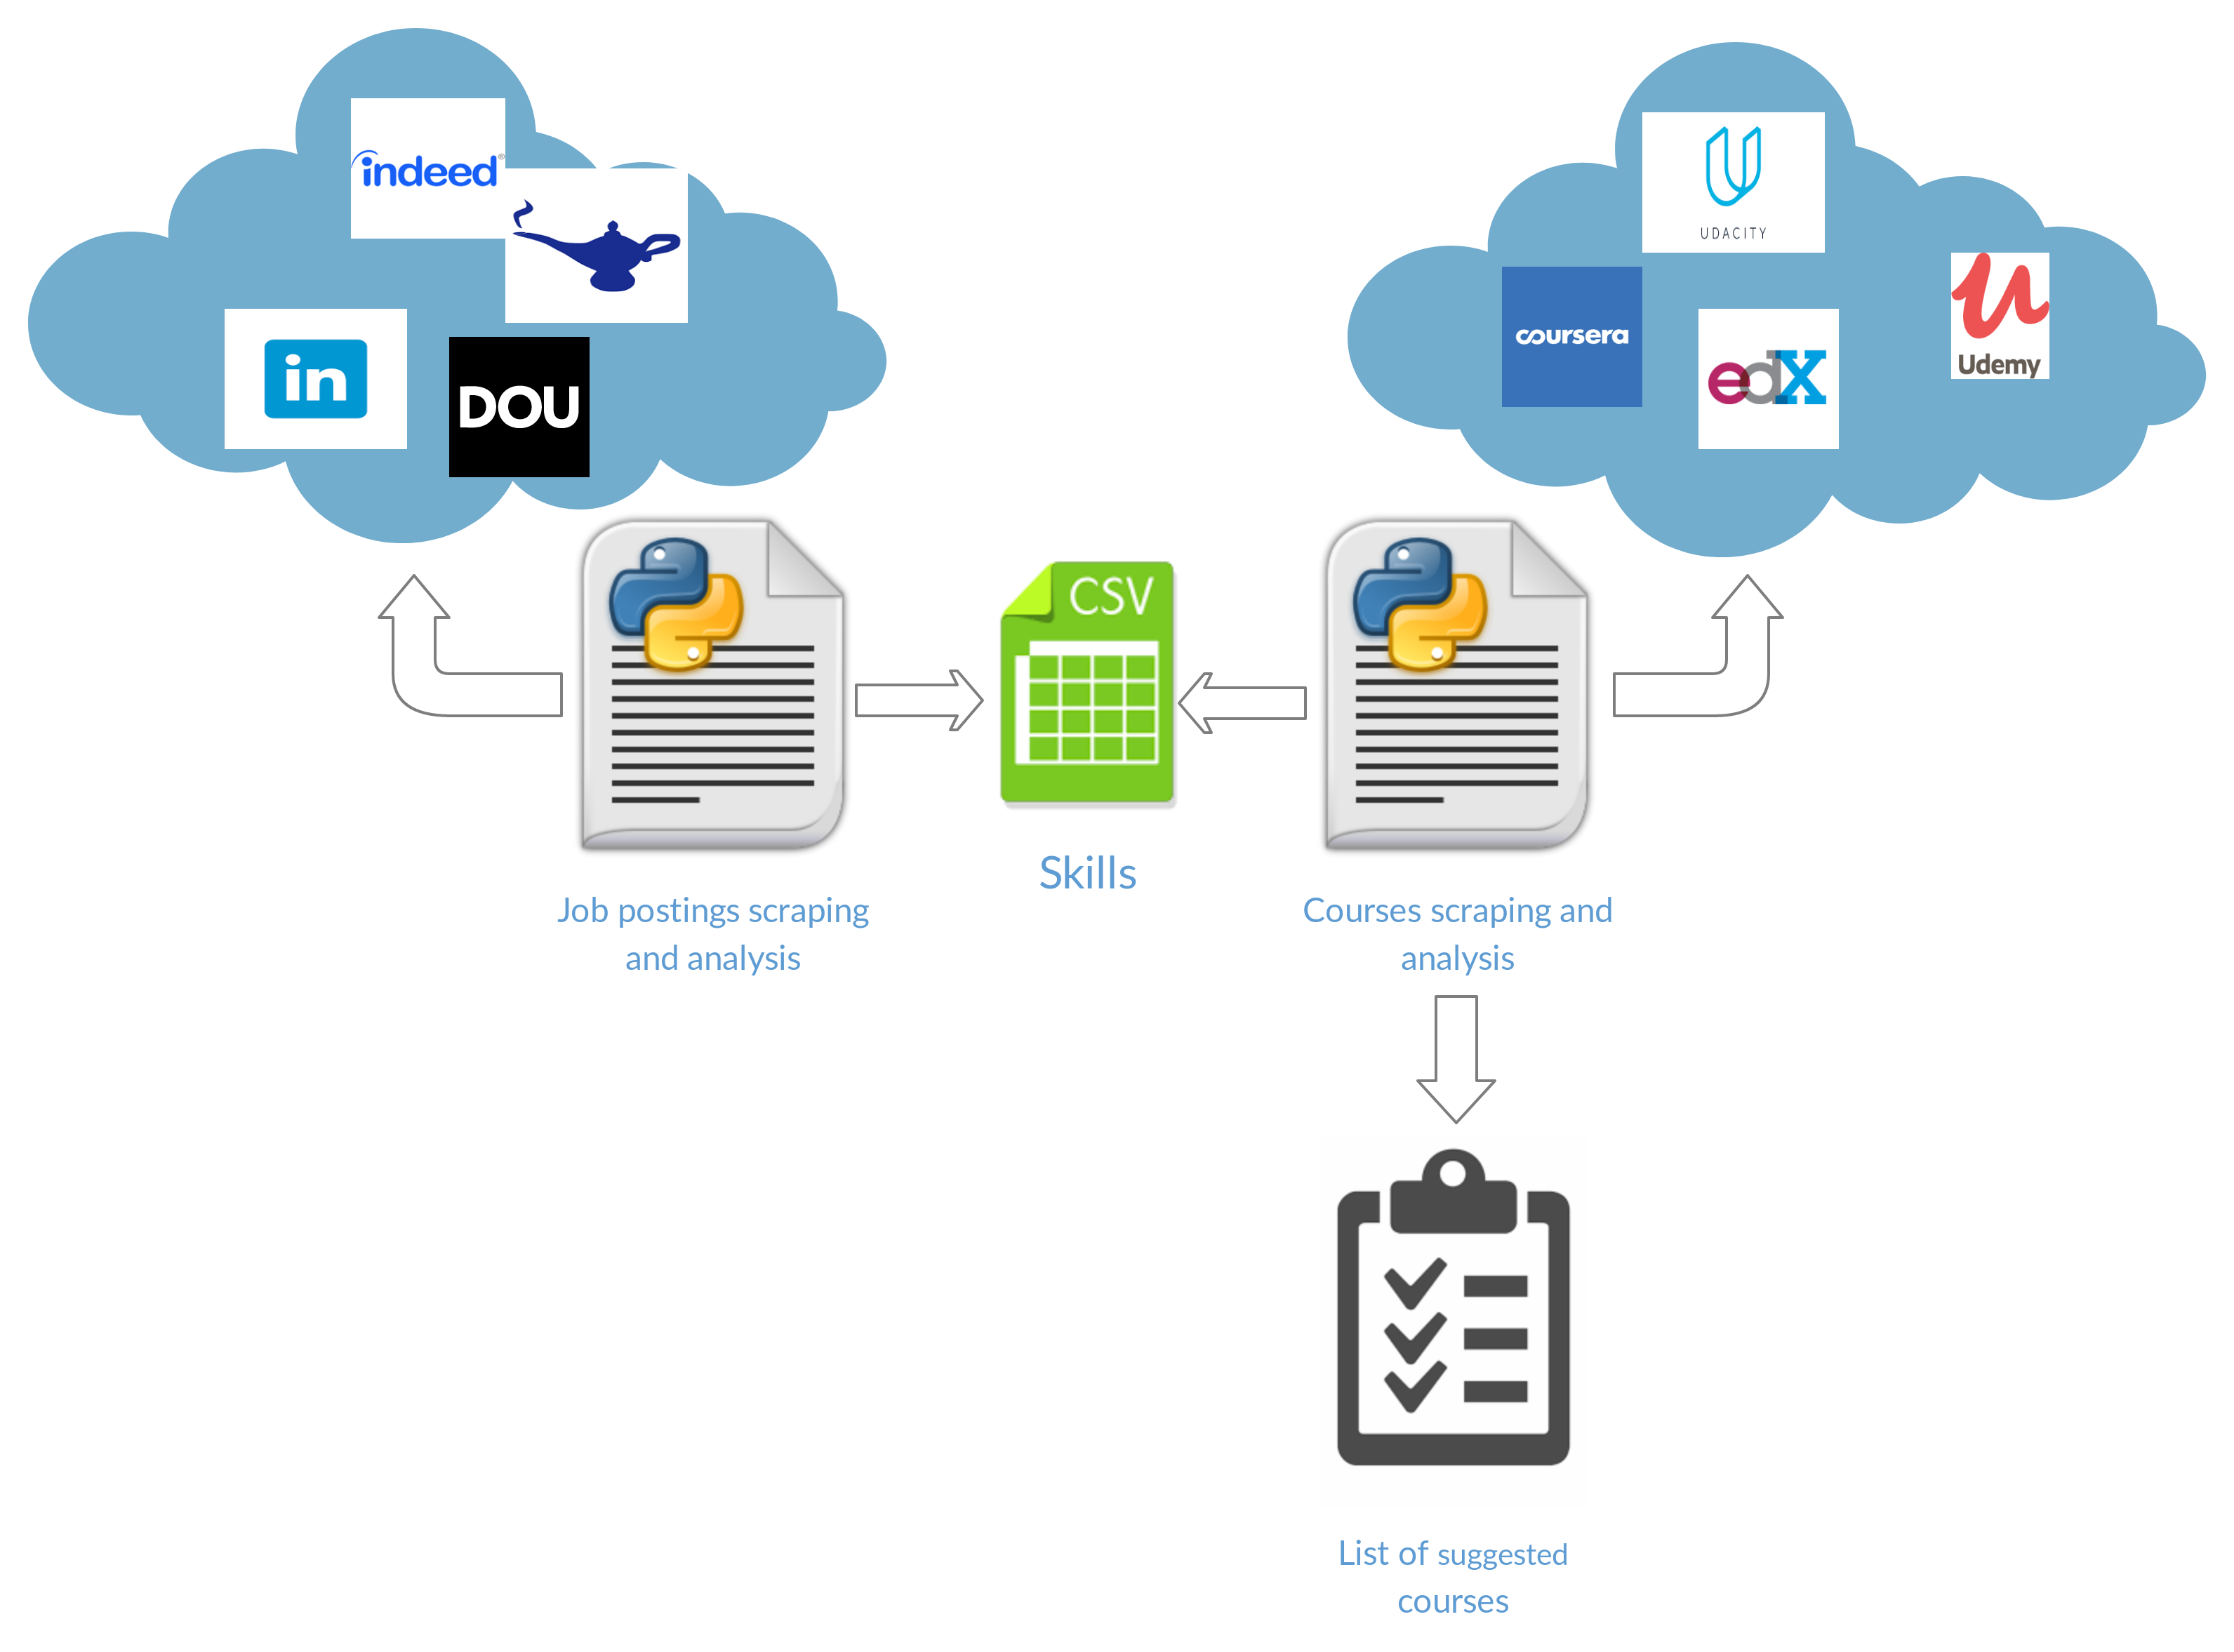 indeed®
in
DOU
UDACITY
coursera
edX
Udemy
CSV
Skills
Job postings scraping
and analysis
Courses scraping and
analysis
List of suggested
courses